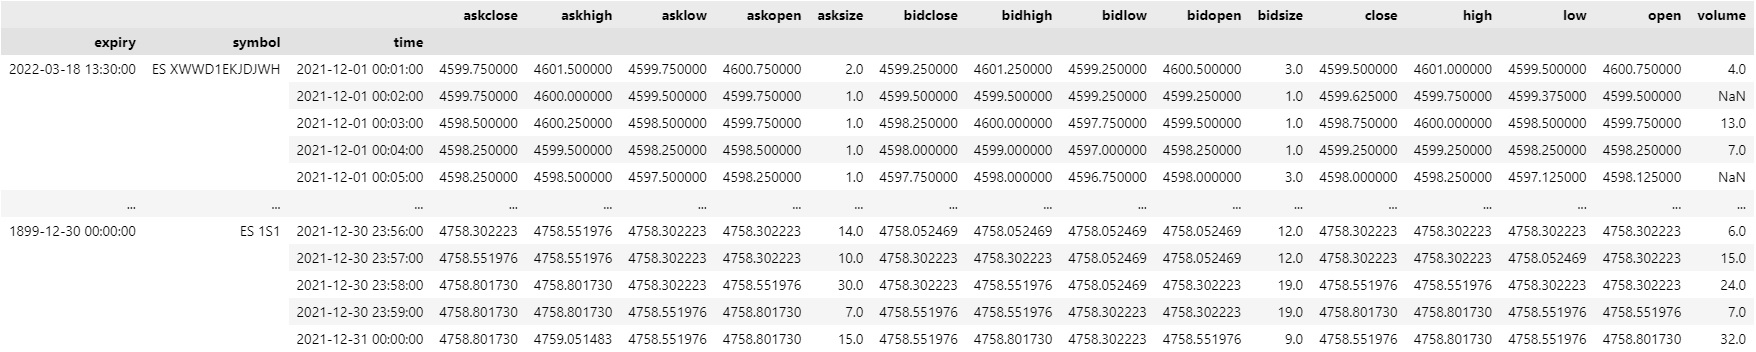 askclose askhigh asklow askopen asksize bidclose bidhigh bidlow bidopen bidsize close high low open volume
expiry symbol time
2022-03-18 13:30:00 ES XWWD1EKJDJWH 2021-12-01 00:01:00 4599.750000 4601.500000 4599.750000 4600.750000 2.0 4599.250000 4601.250000 4599.250000 4600.500000 3.0 4599.500000 4601.000000 4599.500000 4600.750000 4.0
2021-12-01 00:02:00 4599.750000 4600.000000 4599.500000 4599.750000 1.0 4599.500000 4599.500000 4599.250000 4599.250000 1.0 4599.625000 4599.750000 4599.375000 4599.500000 NaN
2021-12-01 00:03:00 4598.500000 4600.250000 4598.500000 4599.750000 1.0 4598.250000 4600.000000 4597.750000 4599.500000 1.0 4598.750000 4600.000000 4598.500000 4599.750000 13.0
2021-12-01 00:04:00 4598.250000 4599.500000 4598.250000 4598.500000 1.0 4598.000000 4599.000000 4597.000000 4598.250000 1.0 4599.250000 4599.250000 4598.250000 4598.250000 7.0
2021-12-01 00:05:00 4598.250000 4598.500000 4597.500000 4598.250000 1.0 4597.750000 4598.000000 4596.750000 4598.000000 3.0 4598.000000 4598.250000 4597.125000 4598.125000 NaN
... ... ... ... ... ... ... ... ... ... ... ... ... ... ... ... ... ...
1899-12-30 00:00:00 ES 1S1 2021-12-30 23:56:00 4758.302223 4758.551976 4758.302223 4758.302223 14.0 4758.052469 4758.052469 4758.052469 4758.052469 12.0 4758.302223 4758.302223 4758.302223 4758.302223 6.0
2021-12-30 23:57:00 4758.551976 4758.551976 4758.302223 4758.302223 10.0 4758.302223 4758.302223 4758.052469 4758.052469 12.0 4758.302223 4758.302223 4758.052469 4758.302223 15.0
2021-12-30 23:58:00 4758.801730 4758.801730 4758.302223 4758.551976 30.0 4758.302223 4758.551976 4758.052469 4758.302223 19.0 4758.551976 4758.551976 4758.302223 4758.302223 24.0
2021-12-30 23:59:00 4758.801730 4758.801730 4758.551976 4758.801730 7.0 4758.551976 4758.551976 4758.302223 4758.302223 19.0 4758.801730 4758.801730 4758.551976 4758.551976 7.0
2021-12-31 00:00:00 4758.801730 4759.051483 4758.551976 4758.801730 15.0 4758.551976 4758.801730 4758.302223 4758.551976 9.0 4758.551976 4758.801730 4758.551976 4758.801730 32.0